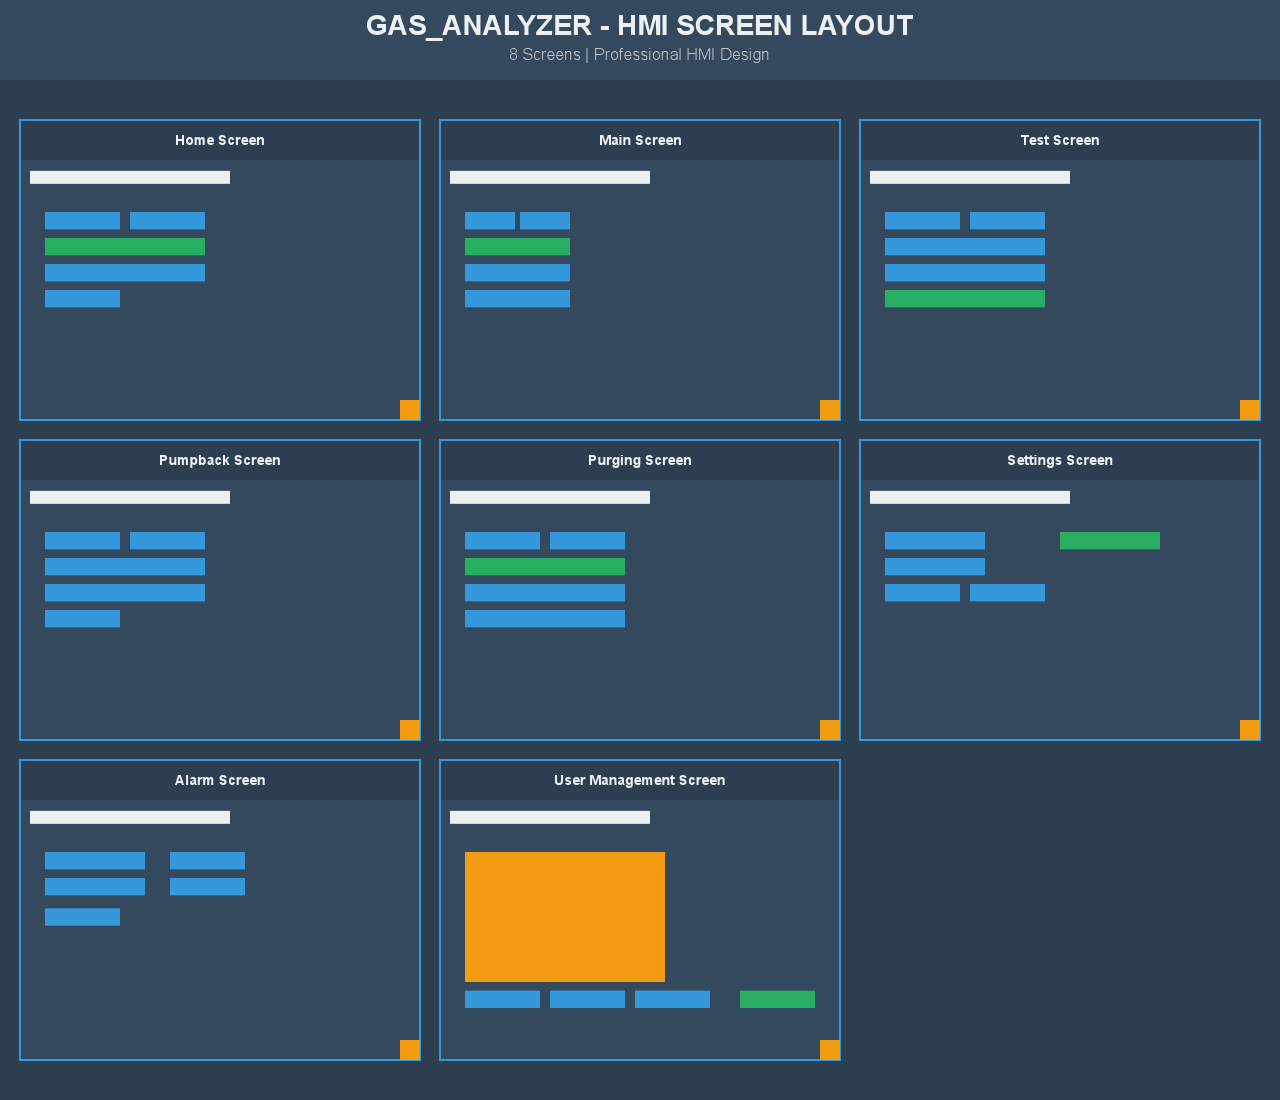 GAS_ANALYZER - HMI SCREEN LAYOUT
8 Screens | Professional HMI Design
Home Screen
Main Screen
Test Screen
Pumpback Screen
Purging Screen
Settings Screen
Alarm Screen
User Management Screen